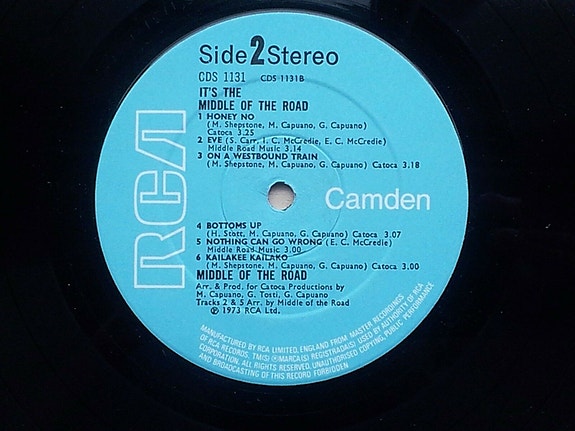 Side 2 Stereo
CDS 1131 CDS 1131B
IT'S THE
MIDDLE OF THE ROAD
1 HONEY NO
(M. Shepstone, M. Capuano, G. Capuano)
Catoca 3.25
2 EVE (S. Carr, I. C. McCredie, E. C. McCredie)
Middle Road Music 3.14
3 ON A WESTBOUND TRAIN
(M. Shepstone, M. Capuano, G. Capuano) Catoca 3.18
RCA
Camden
4 BOTTOMS UP
(H. Stott, M. Capuano, G. Capuano) Catoca 3.07
5 NOTHING CAN GO WRONG (E. C. McCredie)
Middle Road Music 3.00
6 KAILAKEE KAILAKO
(M. Shepstone, M. Capuano, G. Capuano) Catoca 3.00
MIDDLE OF THE ROAD
Arr. & Prod. for Catoca Productions by
M. Capuano, G. Tosti, G. Capuano
Tracks 2 & 5 Arr. by Middle of the Road
℗ 1973 RCA Ltd.
MANUFACTURED BY RCA LIMITED, ENGLAND FROM MASTER RECORDINGS
OF RCA RECORDS. TM(S) ® MARCA(S) REGISTRADA(S) USED BY AUTHORITY OF RCA
CORPORATION. ALL RIGHTS RESERVED. UNAUTHORISED COPYING, PUBLIC PERFORMANCE
AND BROADCASTING OF THIS RECORD FORBIDDEN